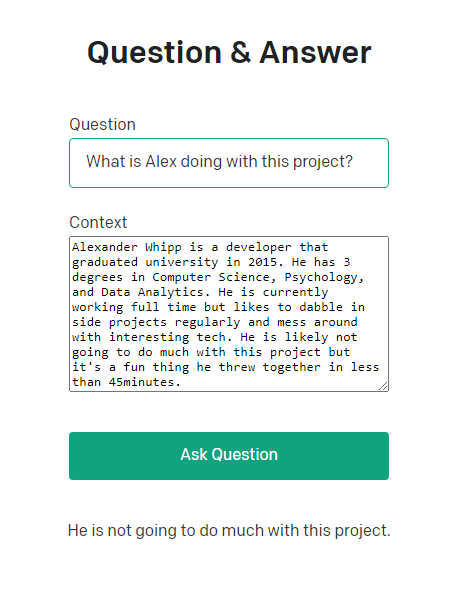 Question & Answer
Question
What is Alex doing with this project?
Context
Alexander Whipp is a developer that
graduated university in 2015. He has 3
degrees in Computer Science, Psychology,
and Data Analytics. He is currently
working full time but likes to dabble in
side projects regularly and mess around
with interesting tech. He is likely not
going to do much with this project but
it's a fun thing he threw together in less
than 45minutes.
Ask Question
He is not going to do much with this project.